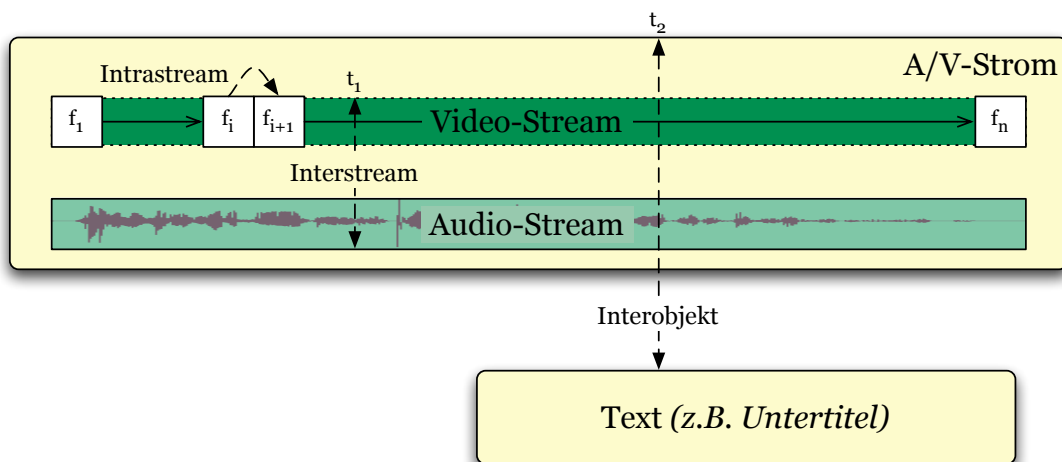 t₂
A/V-Strom
Intrastream
t₁
f₁
fᵢ
fᵢ₊₁
Video-Stream
fₙ
Interstream
Audio-Stream
Interobjekt
Text (z.B. Untertitel)